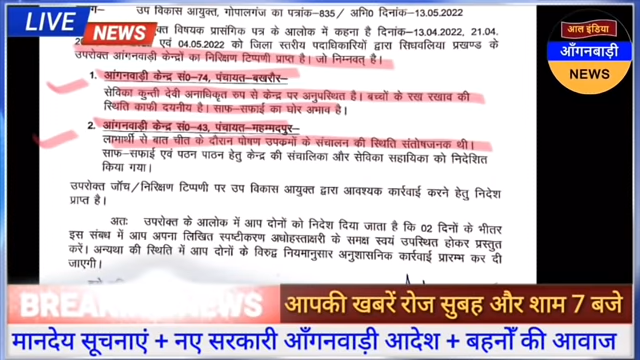 LIVE NEWS
उप विकास आयुक्त, गोपालगंज का पत्रांक-835/ अभि0 दिनांक-13.05.2022
विषयक प्रासंगिक पत्र के आलोक में कहना है कि दिनांक-13.04.2022, 21.04.
एवं 04.05.2022 को जिला स्तरीय पदाधिकारियों द्वारा सिधवलिया प्रखण्ड के
उपरोक्त आँगनवाड़ी केन्द्रों का निरिक्षण टिप्पणी प्राप्त है। जो निमनवत् है।
1. आँगनवाड़ी केन्द्र सं0-74, पंचायत-बखरौर-
सेविका कुन्ती देवी अनाधिकृत रुप से केन्द्र पर अनुपस्थित है। बच्चों के रख रखाव की
स्थिति काफी दयनीय है। साफ-सफाई का घोर अभाव है।
2. आँगनवाड़ी केन्द्र सं0-43, पंचायत-महम्मदपुर-
लाभार्थी से बात चीत के दौरान पोषण उपक्रमों के संचालन की स्थिति संतोषजनक थी।
साफ-सफाई एवं पठन पाठन हेतु केन्द्र की संचालिका और सेविका सहायिका को निदेशित
किया गया।
उपरोक्त जॉच/निरिक्षण टिप्पणी पर उप विकास आयुक्त द्वारा आवश्यक कार्रवाई करने हेतु निदेश
प्राप्त है।
अतः उपरोक्त के आलोक में आप दोनों को निदेश दिया जाता है कि 02 दिनों के भीतर
इस संबध में आप अपना लिखित स्पष्टीकरण अधोहस्ताक्षरी के समक्ष स्वयं उपस्थित होकर प्रस्तुत
करें। अन्यथा की स्थिति में आप दोनों के विरुद्व नियमानुसार अनुशासनिक कार्रवाई प्रारम्भ कर दी
जाएगी।
आल इंडिया
आँगनबाड़ी
NEWS
BREAKING NEWS
आपकी खबरें रोज सुबह और शाम 7 बजे
मानदेय सूचनाएं + नए सरकारी आँगनवाड़ी आदेश + बहनोँ की आवाज